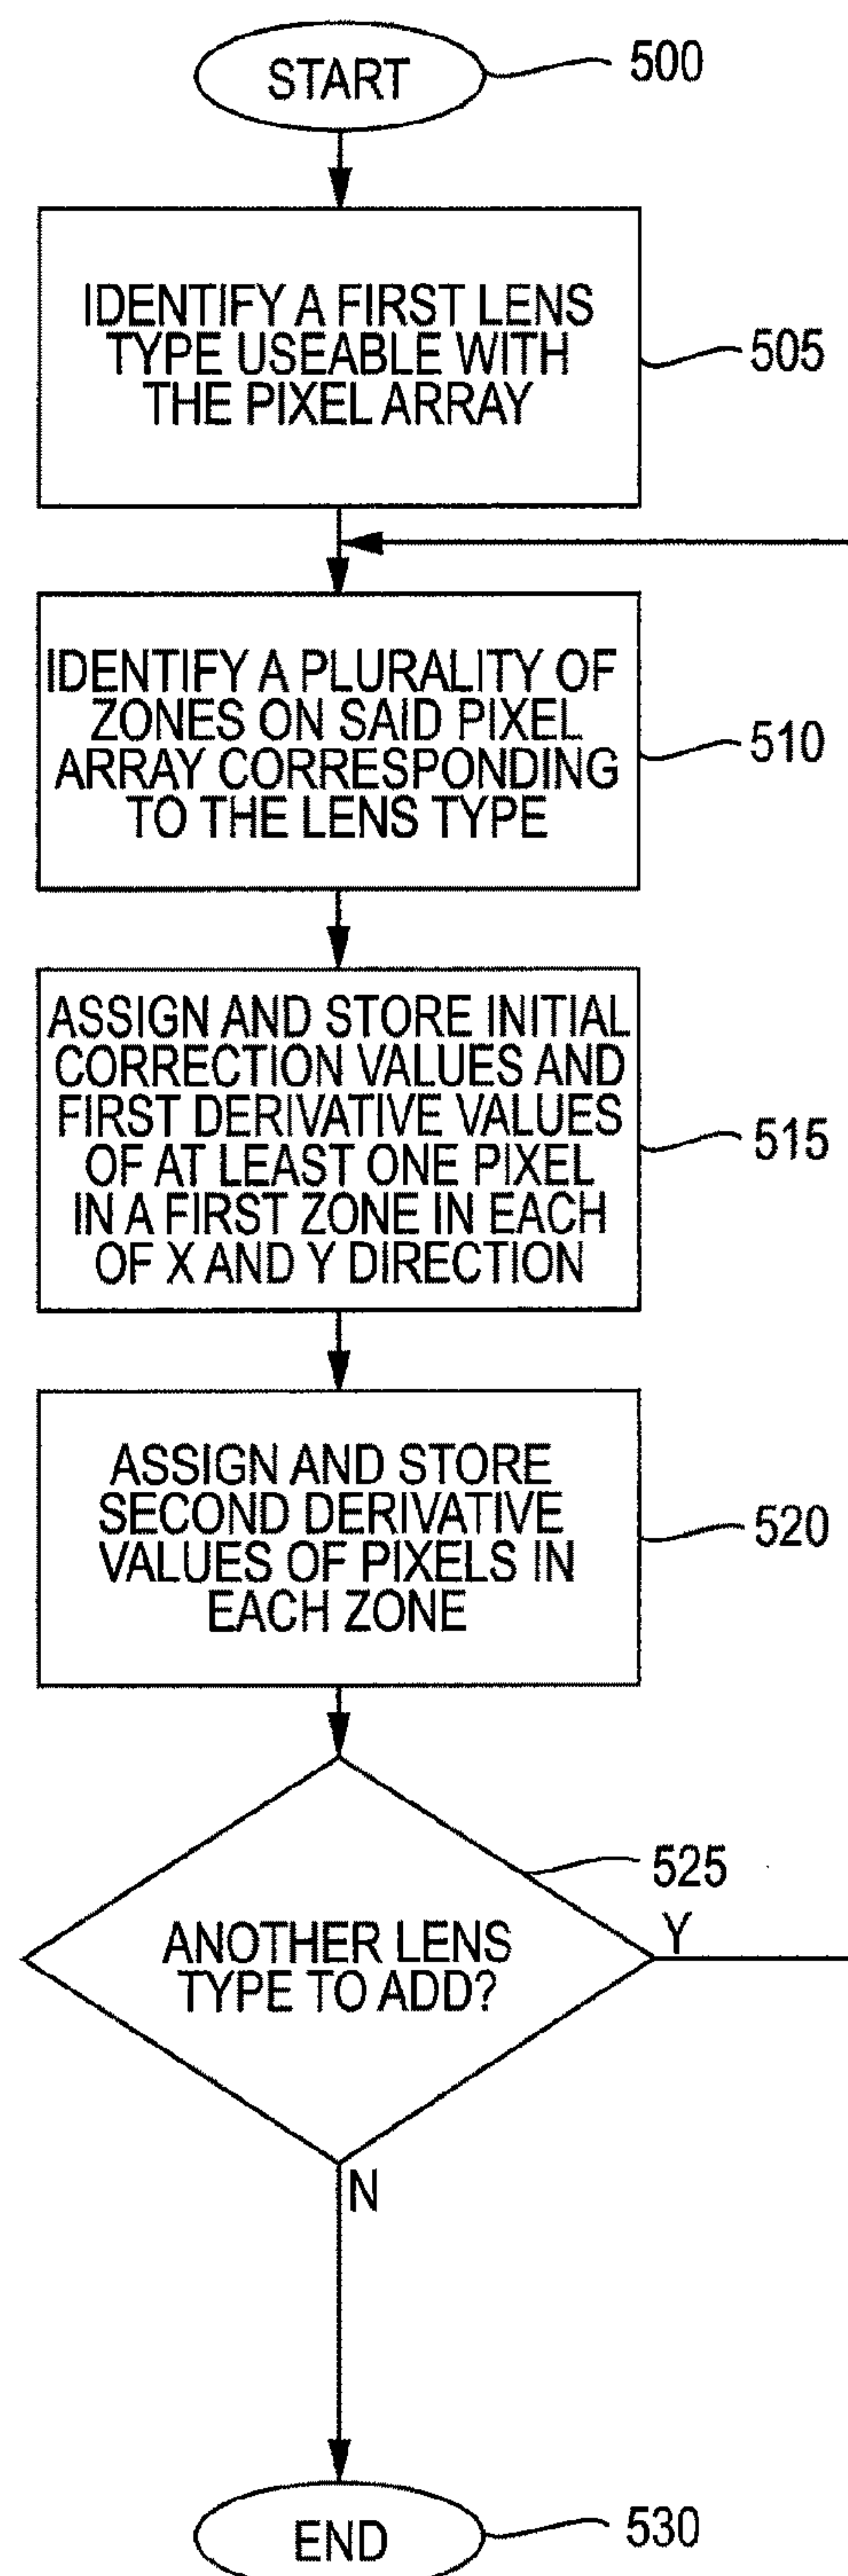 START
500
IDENTIFY A FIRST LENS
TYPE USEABLE WITH
THE PIXEL ARRAY
505
IDENTIFY A PLURALITY OF
ZONES ON SAID PIXEL
ARRAY CORRESPONDING
TO THE LENS TYPE
510
ASSIGN AND STORE INITIAL
CORRECTION VALUES AND
FIRST DERIVATIVE VALUES
OF AT LEAST ONE PIXEL
IN A FIRST ZONE IN EACH
OF X AND Y DIRECTION
515
ASSIGN AND STORE
SECOND DERIVATIVE
VALUES OF PIXELS IN
EACH ZONE
520
525
ANOTHER LENS
TYPE TO ADD?
Y
N
END
530